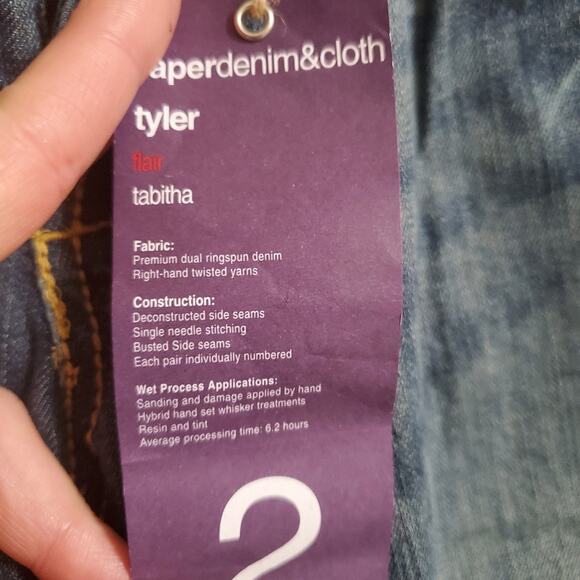 aperdenim&cloth
tyler
flair
tabitha
Fabric:
Premium dual ringspun denim
Right-hand twisted yarns
Construction:
Deconstructed side seams
Single needle stitching
Busted Side seams
Each pair individually numbered
Wet Process Applications:
Sanding and damage applied by hand
Hybrid hand set whisker treatments
Resin and tint
Average processing time: 6.2 hours
2